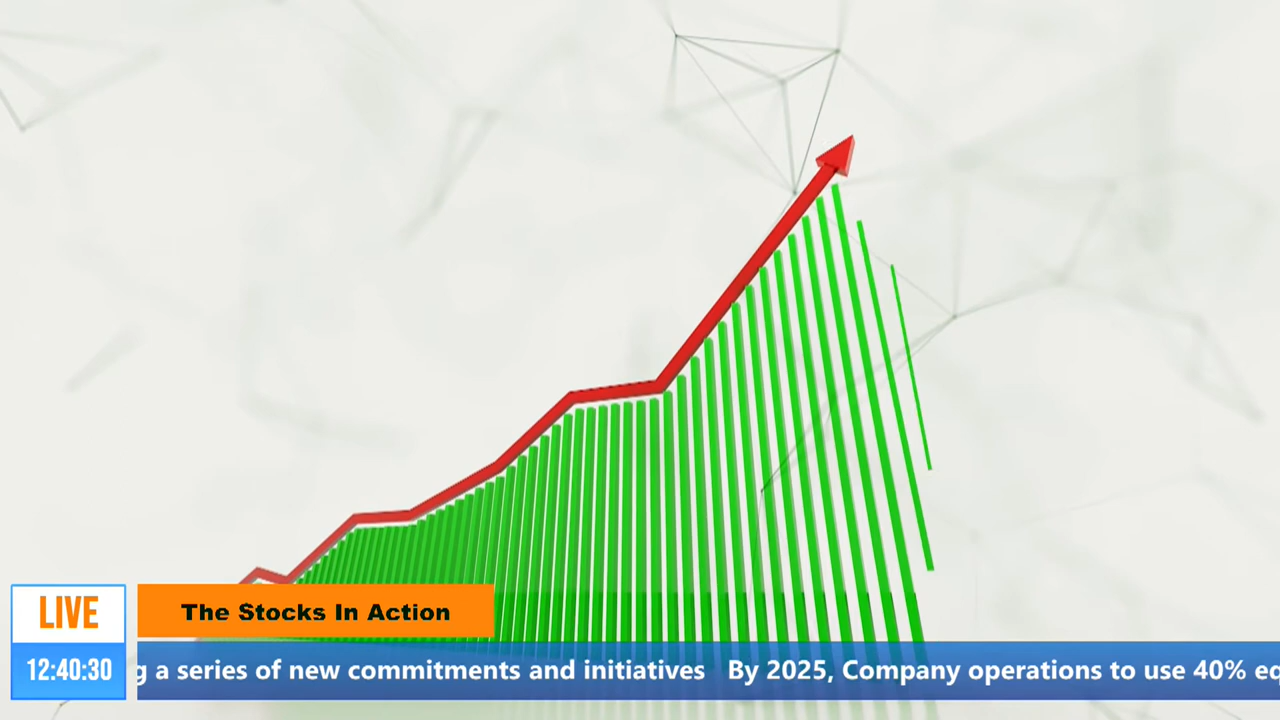 LIVE
The Stocks In Action
12:40:30
a series of new commitments and initiatives By 2025, Company operations to use 40%